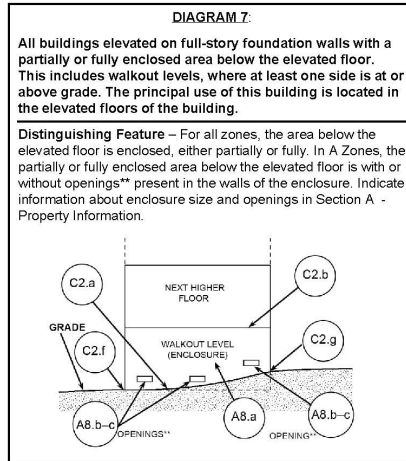 DIAGRAM 7:
All buildings elevated on full-story foundation walls with a
partially or fully enclosed area below the elevated floor.
This includes walkout levels, where at least one side is at or
above grade. The principal use of this building is located in
the elevated floors of the building.
Distinguishing Feature – For all zones, the area below the
elevated floor is enclosed, either partially or fully. In A Zones, the
partially or fully enclosed area below the elevated floor is with or
without openings** present in the walls of the enclosure. Indicate
information about enclosure size and openings in Section A -
Property Information.
C2.a
NEXT HIGHER
FLOOR
C2.b
GRADE
C2.f
WALKOUT LEVEL
(ENCLOSURE)
C2.g
A8.b–c
OPENINGS**
A8.a
OPENING**
A8.b–c